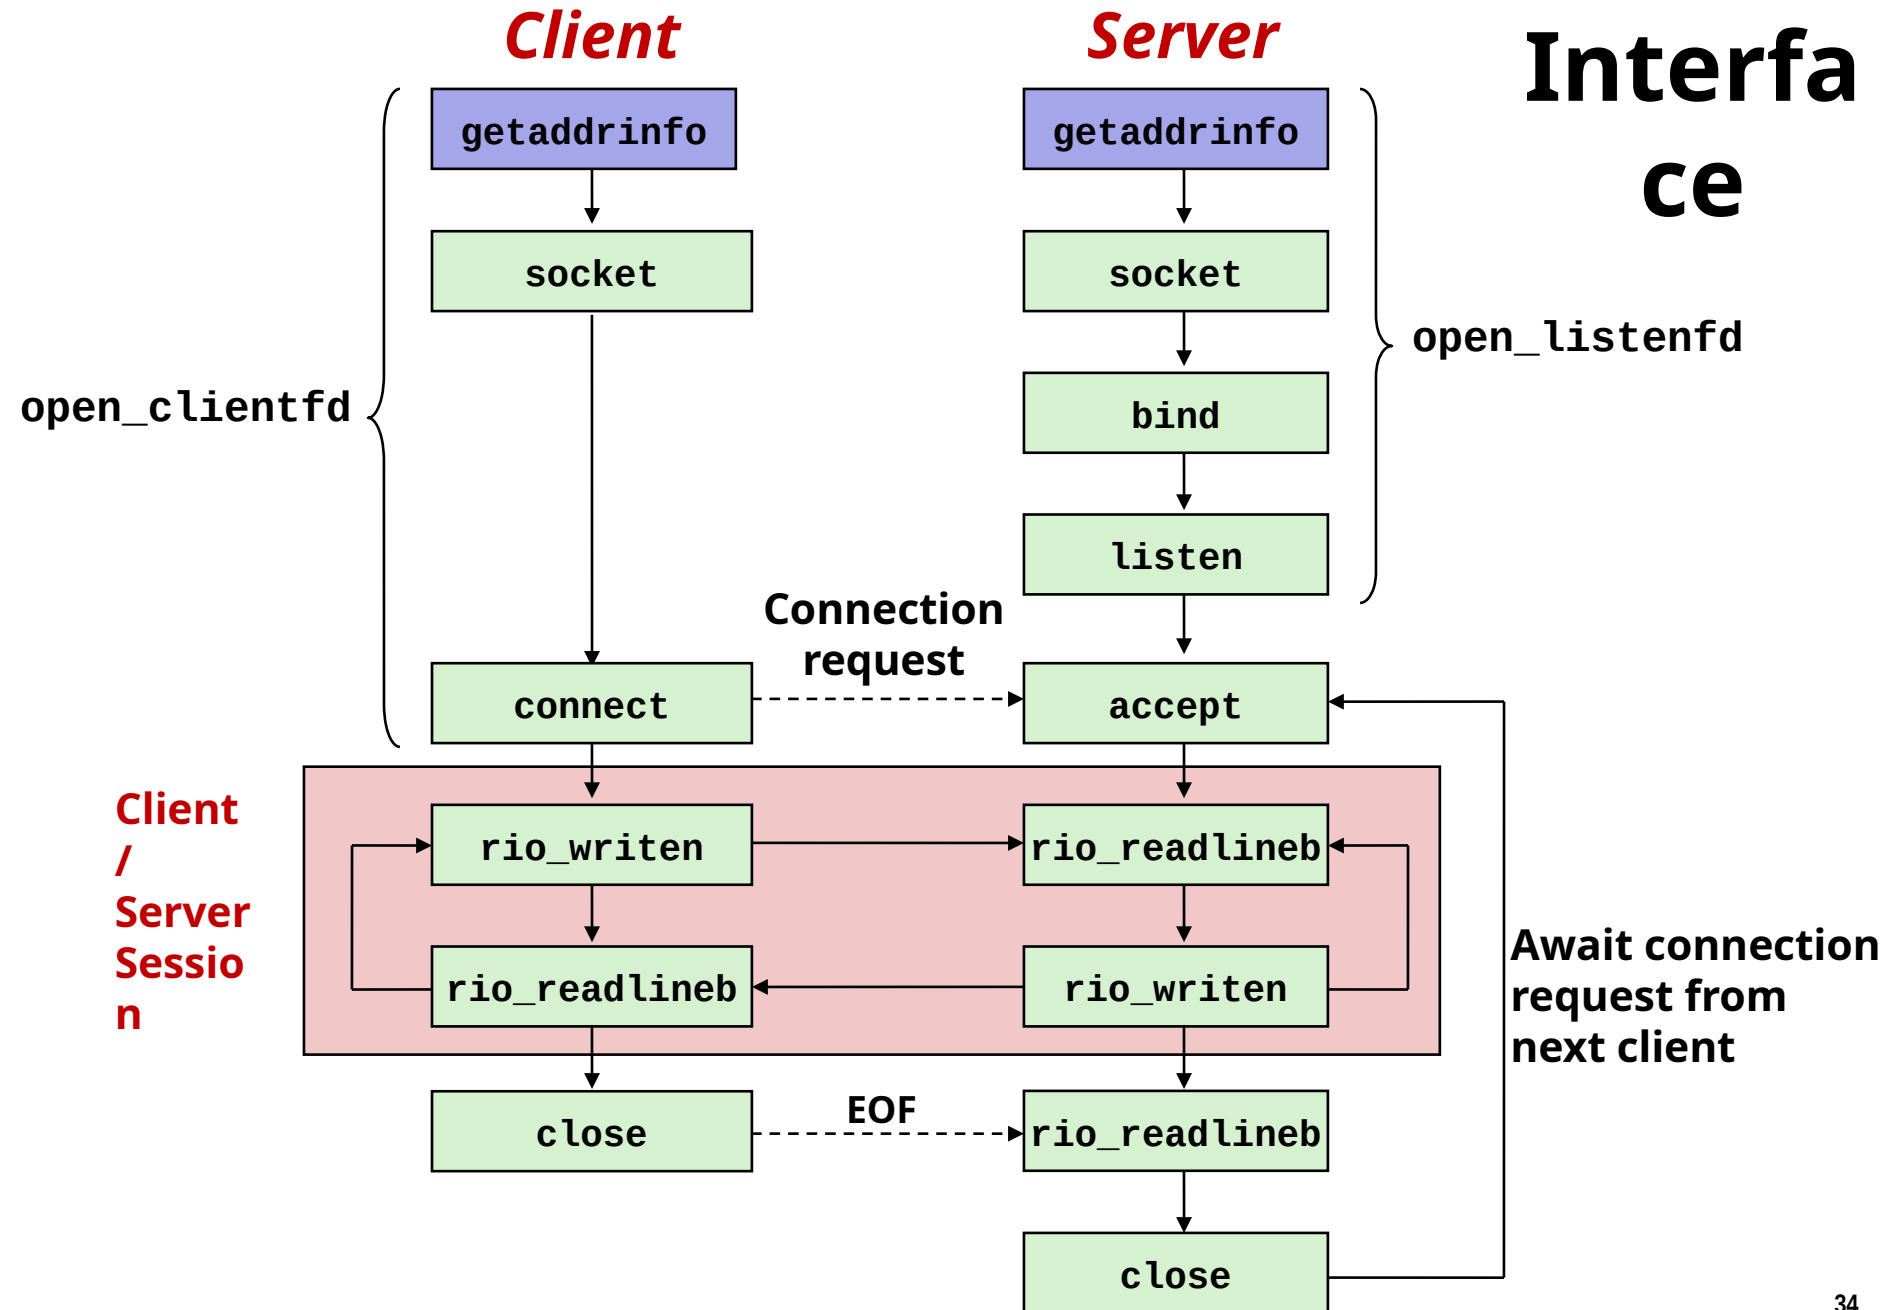 Client
Server
Interfa
ce
getaddrinfo
getaddrinfo
socket
socket
open_listenfd
open_clientfd
bind
listen
Connection
request
connect
accept
Client
/
Server
Sessio
n
rio_writen
rio_readlineb
rio_readlineb
rio_writen
Await connection
request from
next client
close
EOF
rio_readlineb
close
34